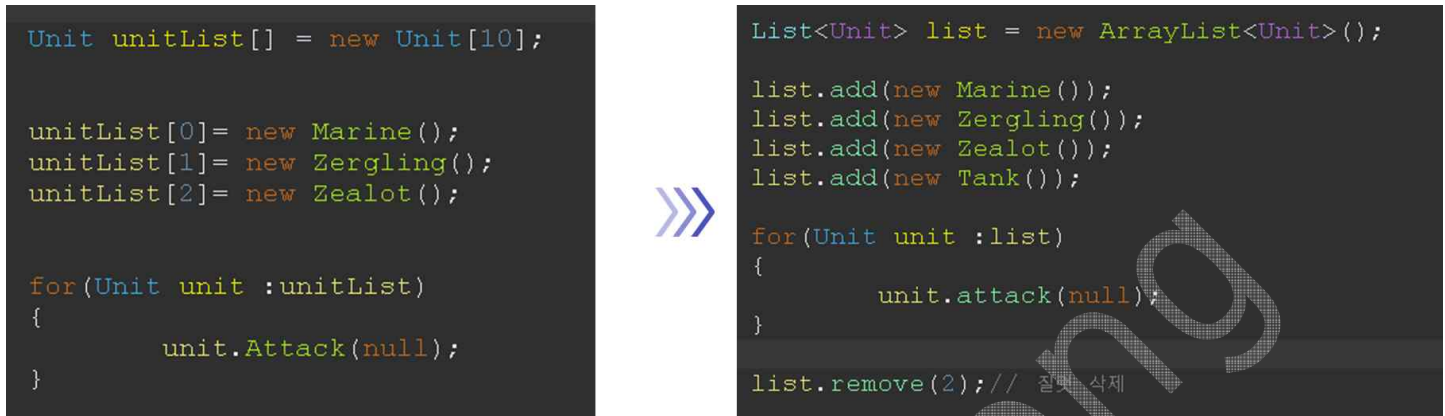 Unit unitList[] = new Unit[10];
unitList[0]= new Marine();
unitList[1]= new Zergling();
unitList[2]= new Zealot();
for(Unit unit :unitList)
{
unit.Attack(null);
}
List<Unit> list = new ArrayList<Unit>();
list.add(new Marine());
list.add(new Zergling());
list.add(new Zealot());
list.add(new Tank());
for(Unit unit :list)
{
unit.attack(null);
}
list.remove(2);// 삭제
ong